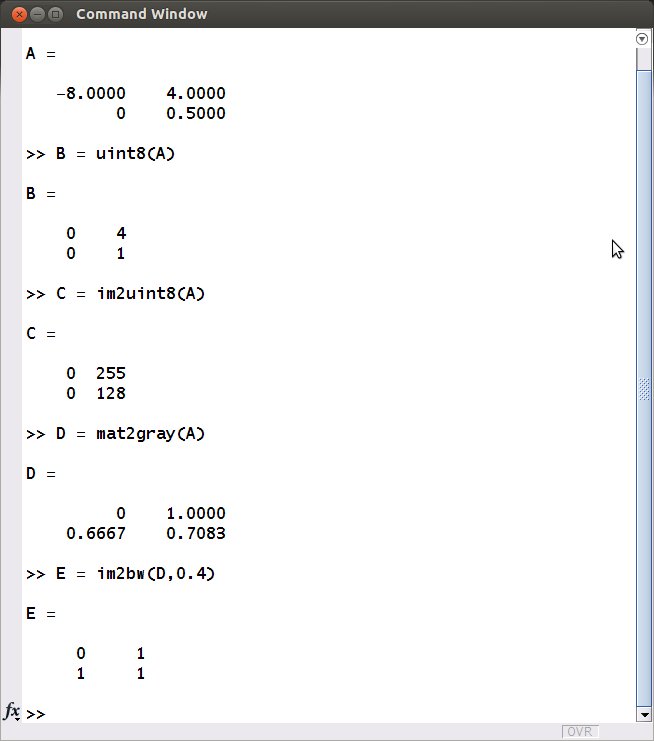 Command Window
A =
-8.0000 4.0000
0 0.5000
>> B = uint8(A)
B =
0 4
0 1
>> C = im2uint8(A)
C =
0 255
0 128
>> D = mat2gray(A)
D =
0 1.0000
0.6667 0.7083
>> E = im2bw(D,0.4)
E =
0 1
1 1
fx >>
OVR